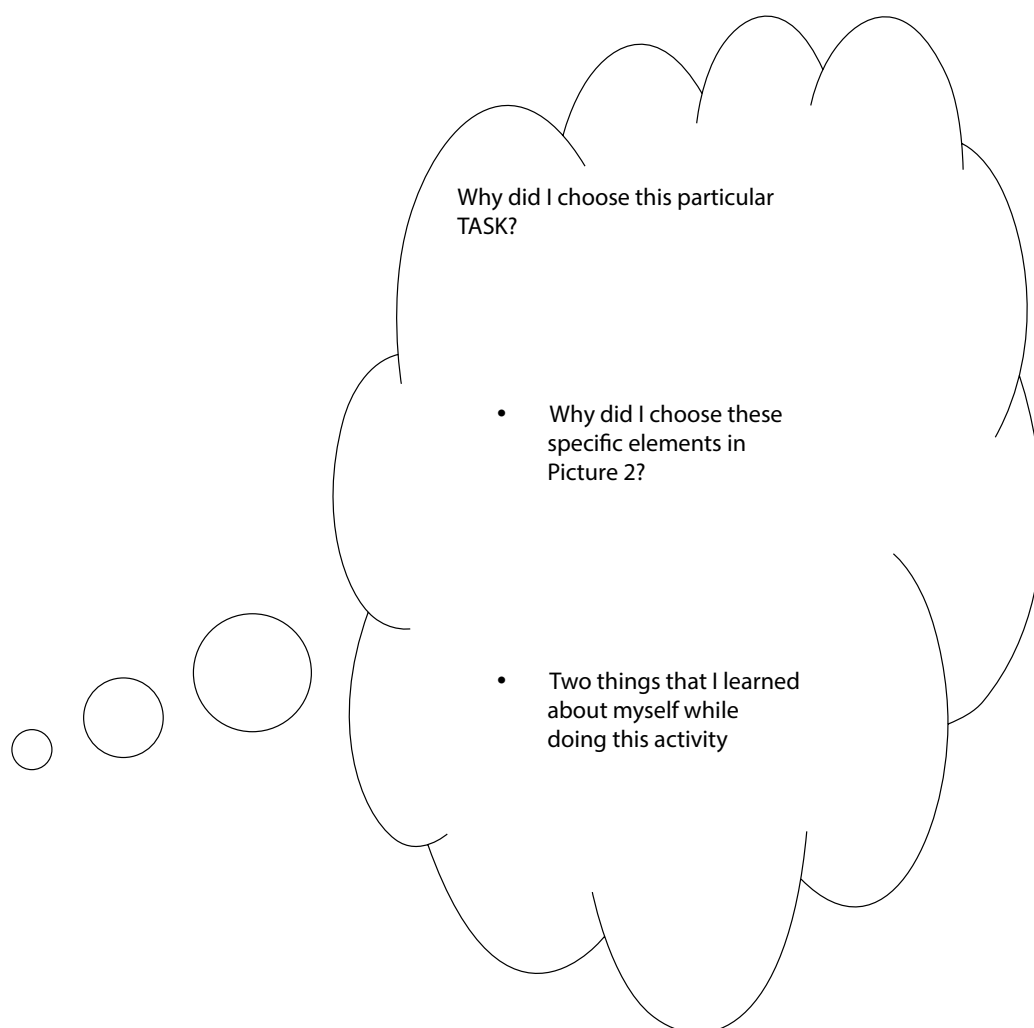 Why did I choose this particular
TASK?
• Why did I choose these
specific elements in
Picture 2?
• Two things that I learned
about myself while
doing this activity